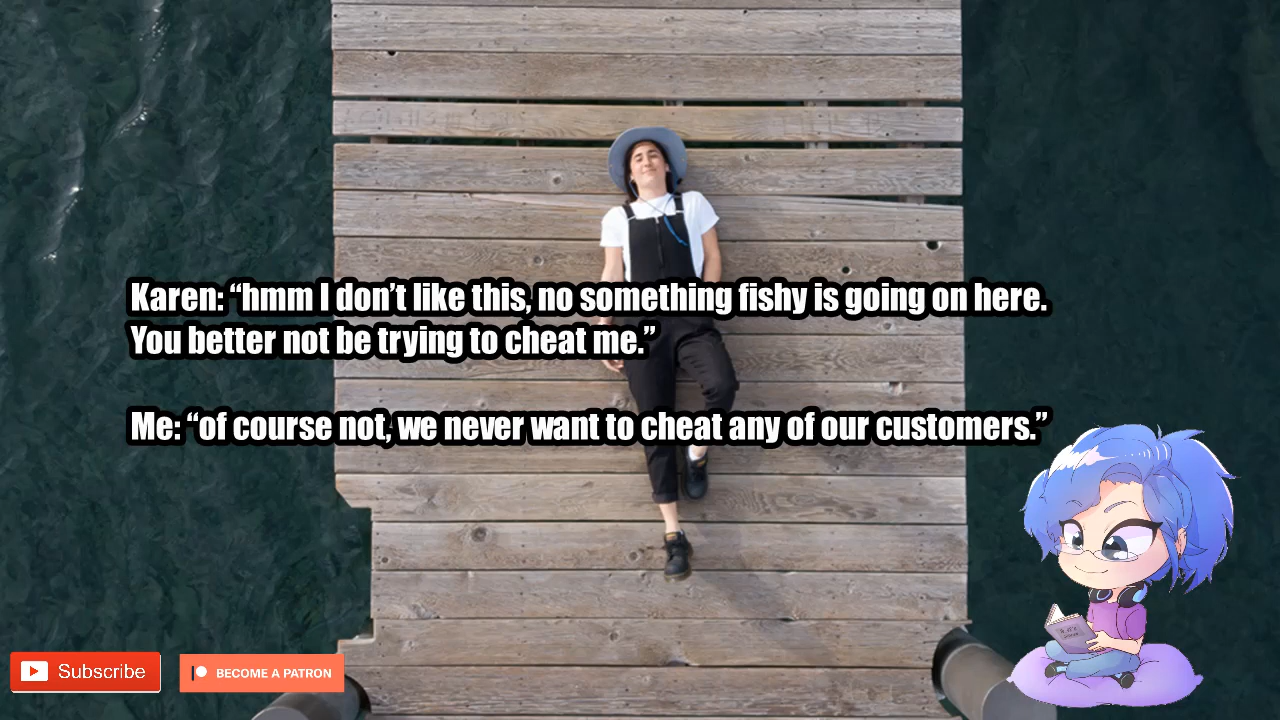 Karen: “hmm I don’t like this, no something fishy is going on here.
You better not be trying to cheat me.”
Me: “of course not, we never want to cheat any of our customers.”
Subscribe
BECOME A PATRON